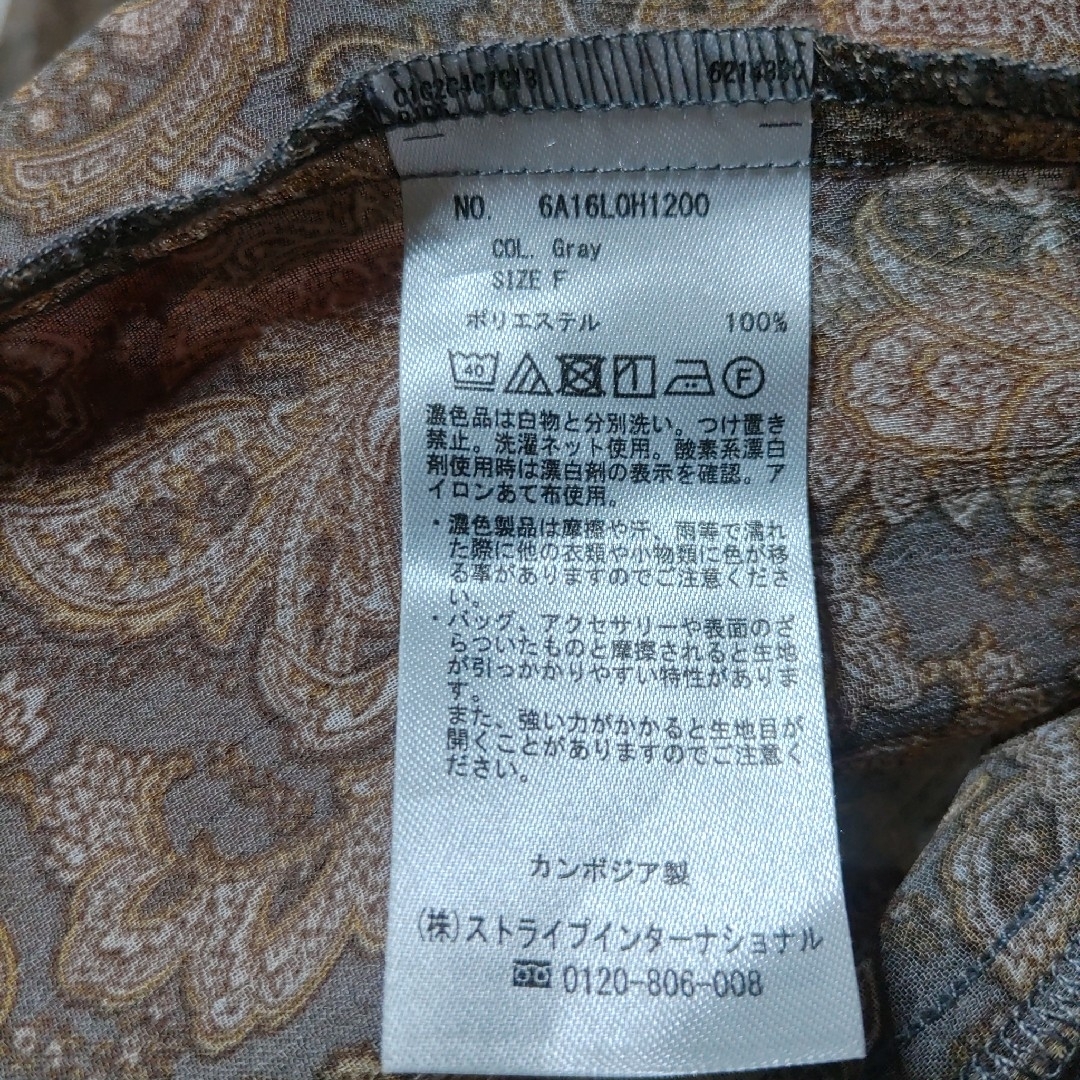 NO. 6A16L0H1200
COL. Gray
SIZE F
ポリエステル 100%
40 F
濃色品は白物と分別洗い。つけ置き
禁止。洗濯ネット使用。酸素系漂白
剤使用時は漂白剤の表示を確認。ア
イロンあて布使用。
・濃色製品は摩擦や汗、雨等で濡れ
た際に他の衣類や小物類に色が移
る事がありますのでご注意くださ
い。
・バッグ、アクセサリーや表面のざ
らついたものと摩擦されると生地
が引っかかりやすい特性がありま
す。
また、強い力がかかると生地目が
開くことがありますのでご注意く
ださい。
カンボジア製
(株)ストライプインターナショナル
0120-806-008